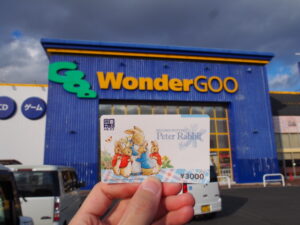 Goo
WonderGOO
CD
ゲーム
Peter Rabbit
¥3000